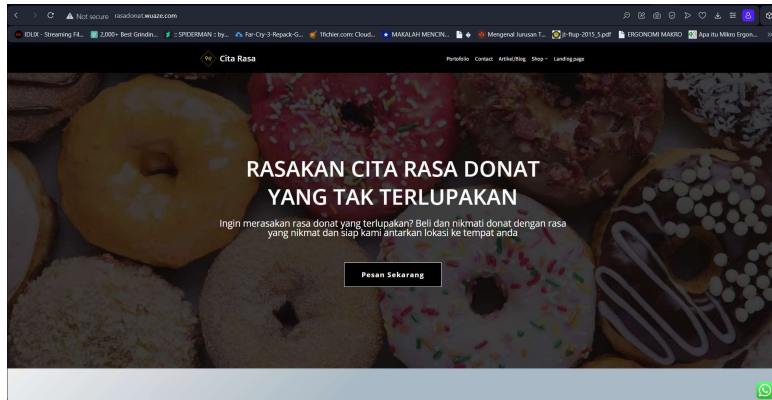 Not secure rasadonat.wuaze.com
IDLIX - Streaming Fil... 2,000+ Best Grindin... :: SPIDERMAN :: by... Far-Cry-3-Repack-G... 1fichier.com: Cloud... MAKALAH MENCIN... Mengenal Jurusan T... jt-ftup-2015_5.pdf ERGONOMI MAKRO Apa itu Mikro Ergon...
Cita Rasa
Portofolio Contact Artikel/Blog Shop Landing page
RASAKAN CITA RASA DONAT
YANG TAK TERLUPAKAN
Ingin merasakan rasa donat yang terlupakan? Beli dan nikmati donat dengan rasa
yang nikmat dan siap kami antarkan lokasi ke tempat anda
Pesan Sekarang